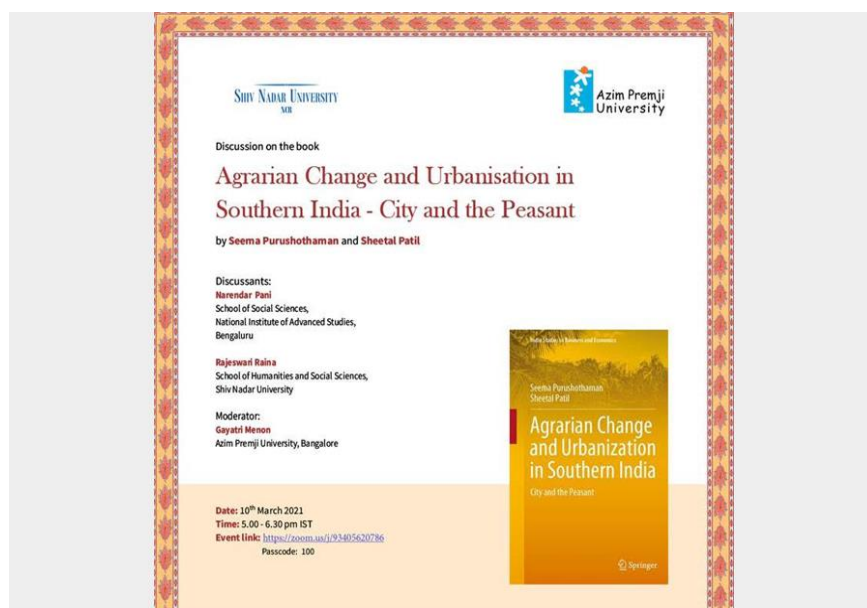 SHIV NADAR UNIVERSITY
NCR
Azim Premji
University
Discussion on the book
Agrarian Change and Urbanisation in
Southern India - City and the Peasant
by Seema Purushothaman and Sheetal Patil
Discussants:
Narendar Pani
School of Social Sciences,
National Institute of Advanced Studies,
Bengaluru
Rajeswari Raina
School of Humanities and Social Sciences,
Shiv Nadar University
Moderator:
Gayatri Menon
Azim Premji University, Bangalore
Date: 10th March 2021
Time: 5.00 - 6.30 pm IST
Event link: https://zoom.us/j/93405620786
Passcode: 100
India Studies in Business and Economics
Seema Purushothaman
Sheetal Patil
Agrarian Change
and Urbanization
in Southern India
City and the Peasant
Springer